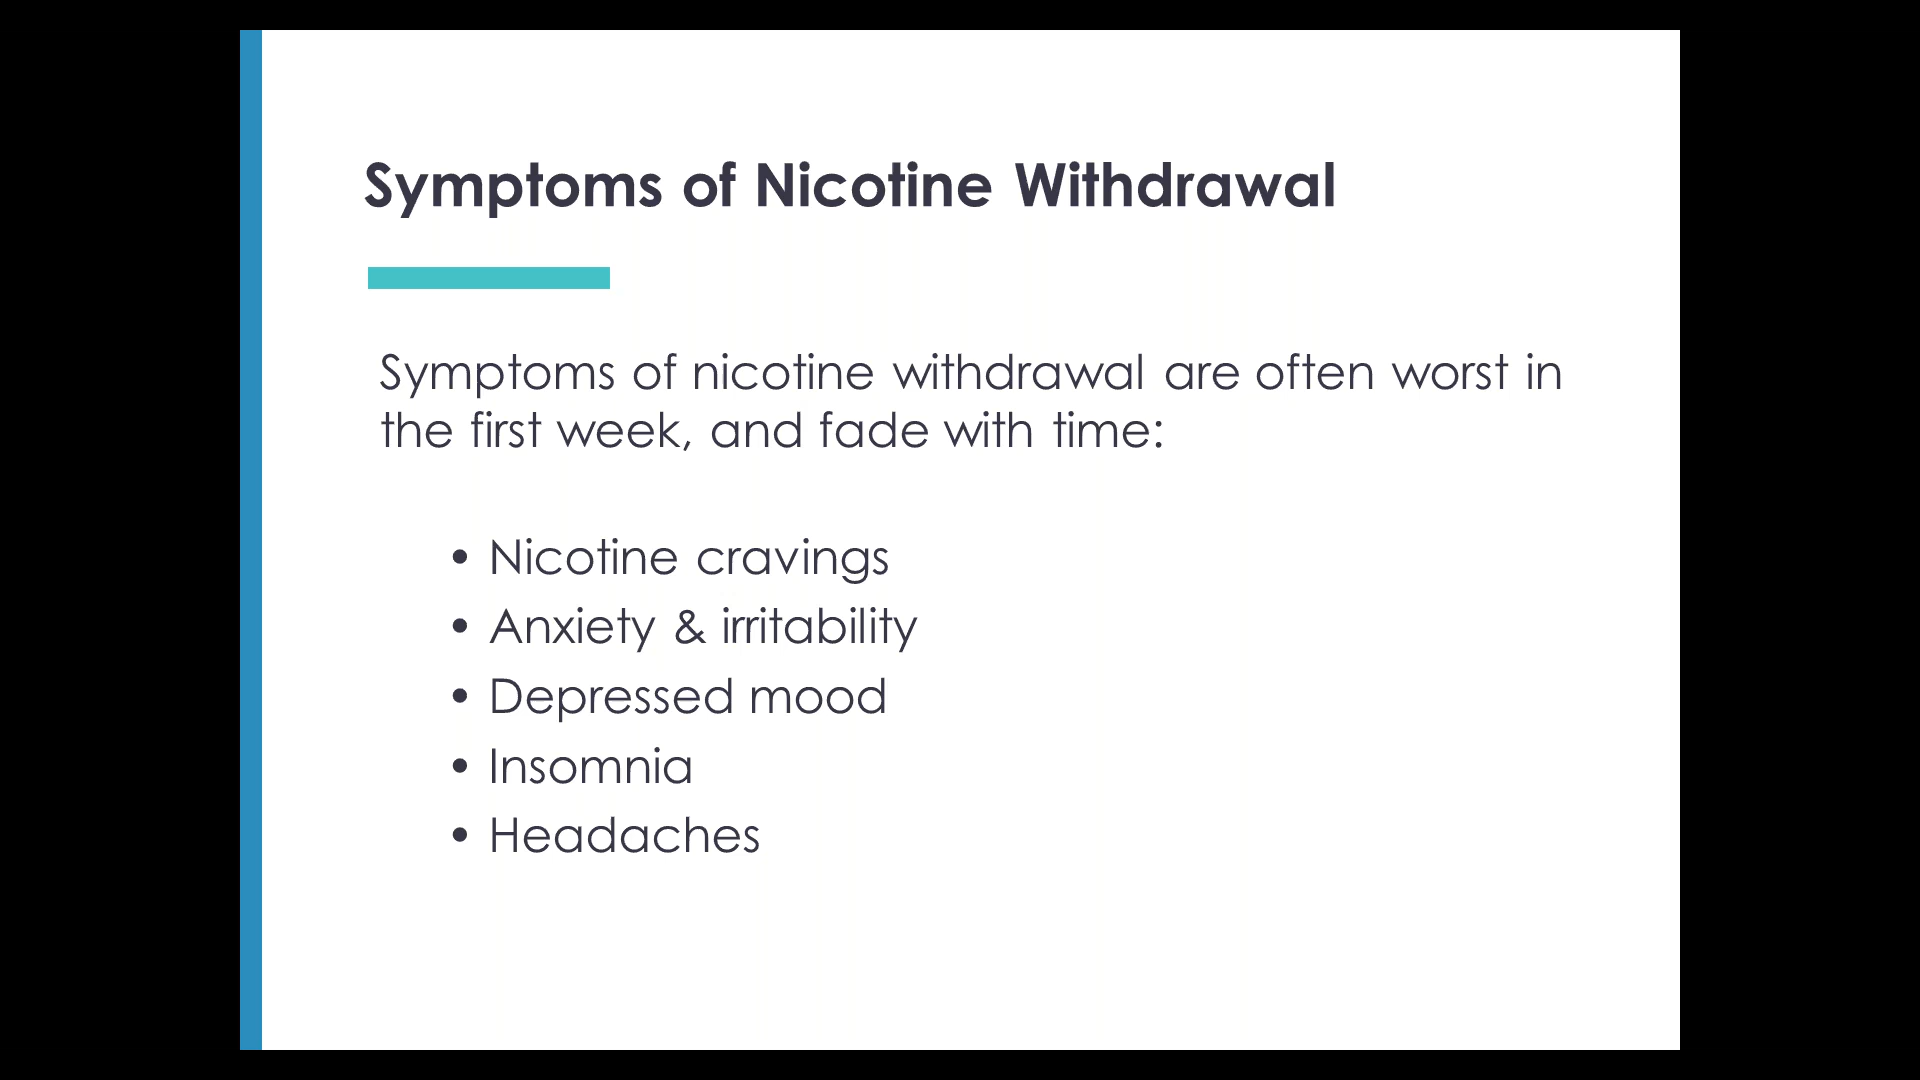 Symptoms of Nicotine Withdrawal
Symptoms of nicotine withdrawal are often worst in
the first week, and fade with time:
• Nicotine cravings
• Anxiety & irritability
• Depressed mood
• Insomnia
• Headaches